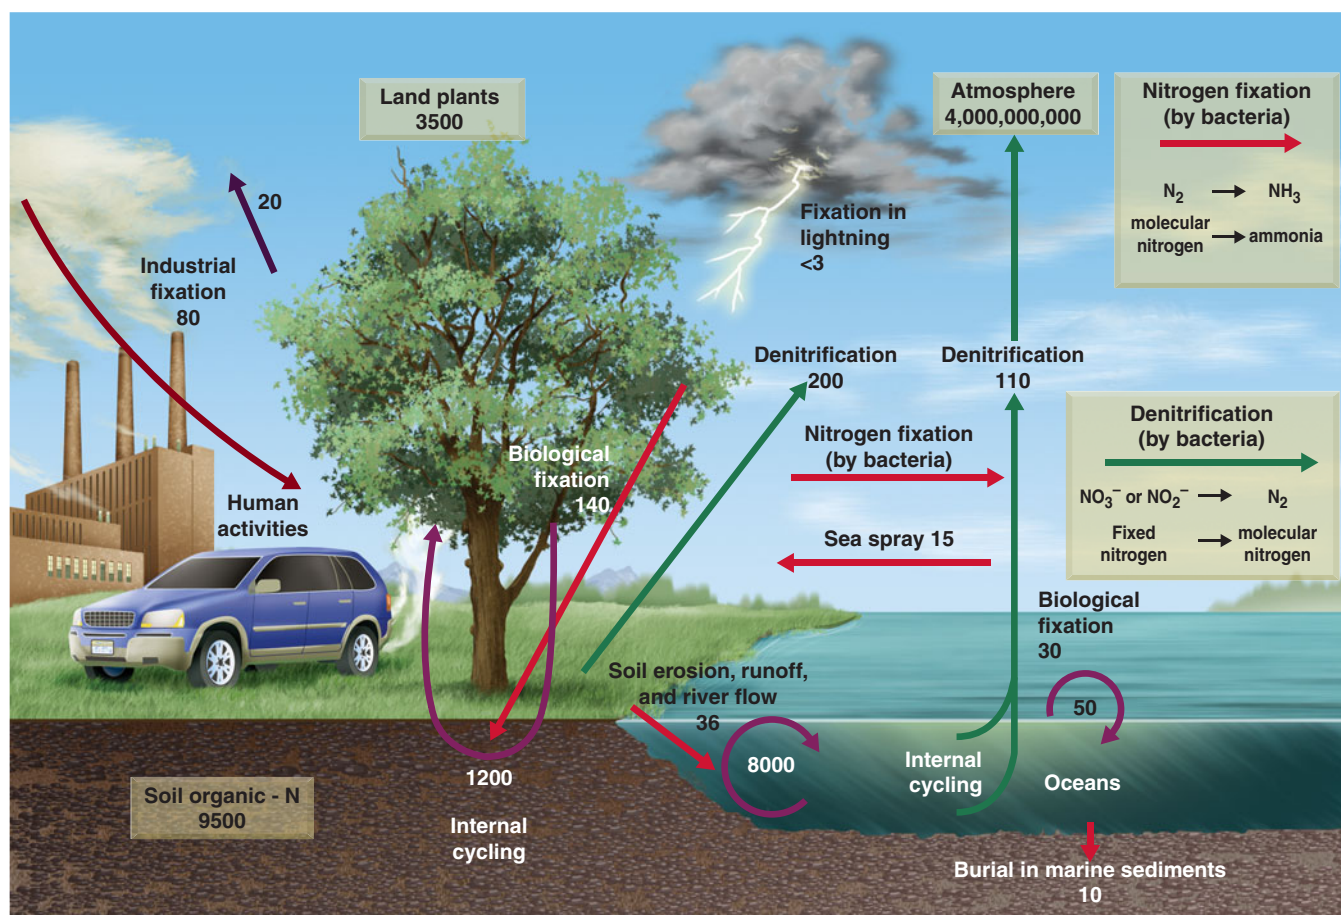 Land plants
3500
Atmosphere
4,000,000,000
Nitrogen fixation
(by bacteria)
N₂ → NH₃
molecular
nitrogen → ammonia
20
Industrial
fixation
80
Fixation in
lightning
<3
Denitrification
200
Denitrification
110
Denitrification
(by bacteria)
NO₃⁻ or NO₂⁻ → N₂
Fixed
nitrogen → molecular
nitrogen
Nitrogen fixation
(by bacteria)
Biological
fixation
140
Human
activities
Sea spray 15
Biological
fixation
30
Soil erosion, runoff,
and river flow
36
50
8000
Internal
cycling
Oceans
1200
Internal
cycling
Soil organic - N
9500
Burial in marine sediments
10